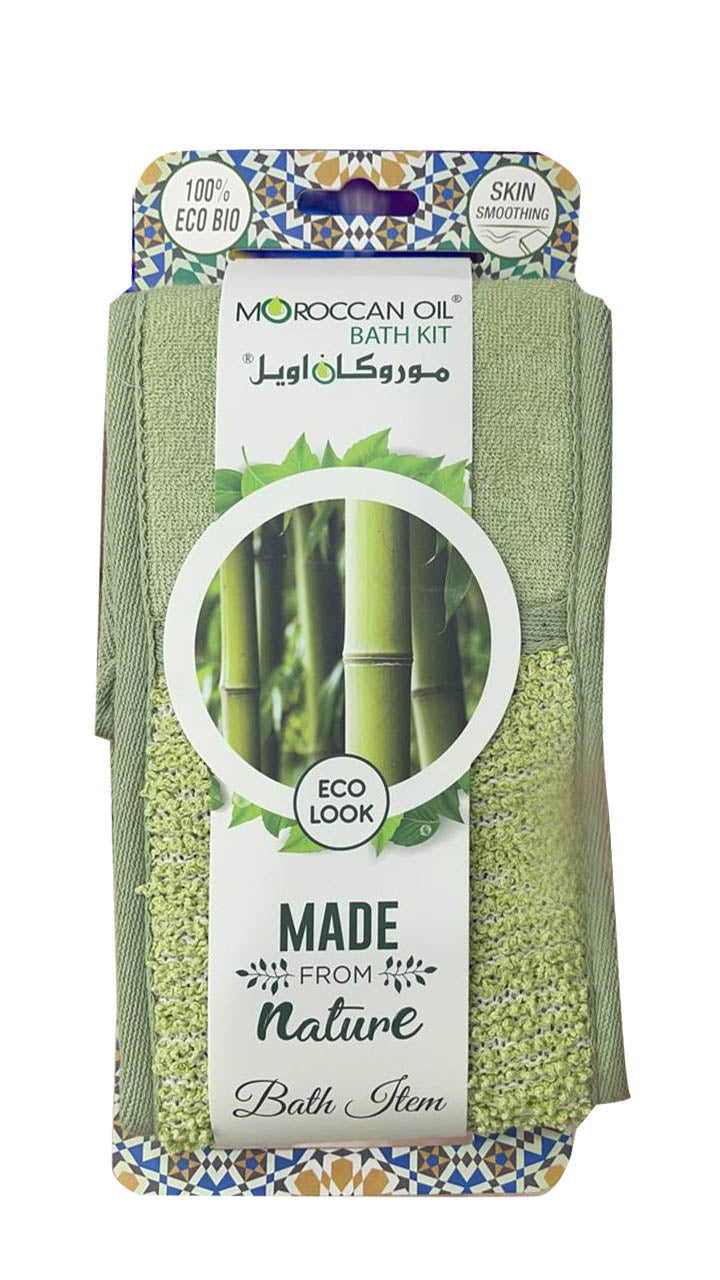 100%
ECO BIO
SKIN
SMOOTHING
MOROCCAN OIL®
BATH KIT
موروكان اويل®
ECO
LOOK
MADE
FROM
Nature
Bath Item